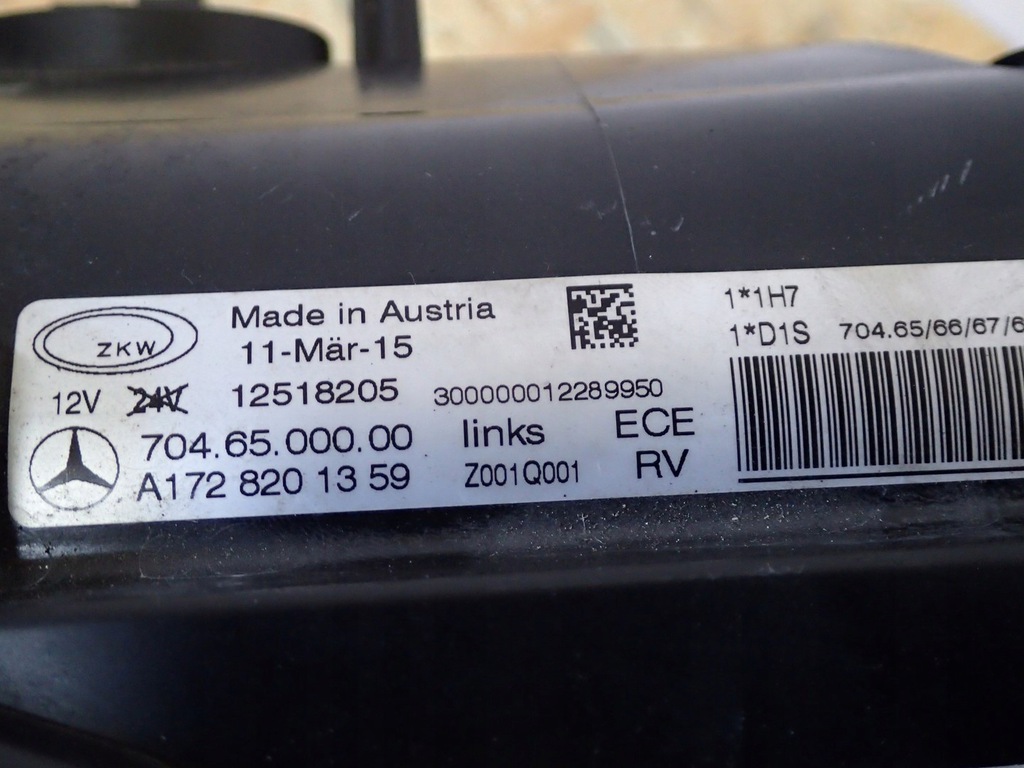 ZKW
Made in Austria
11-Mär-15
12V 24V 12518205 300000012289950
704.65.000.00 links ECE
A172 820 13 59 Z001Q001 RV
1*1H7
1*D1S 704.65/66/67/6